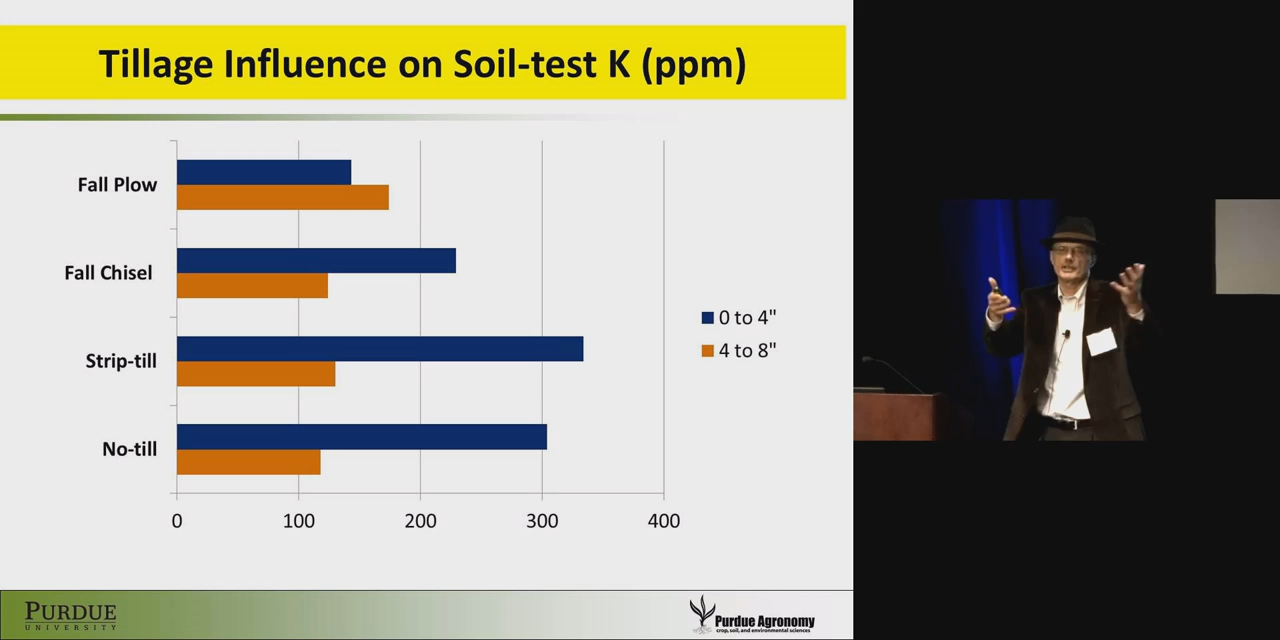 Tillage Influence on Soil-test K (ppm)
Fall Plow
Fall Chisel
Strip-till
No-till
0 to 4"
4 to 8"
0
100
200
300
400
PURDUE
UNIVERSITY
Purdue Agronomy
crop, soil, and environmental sciences